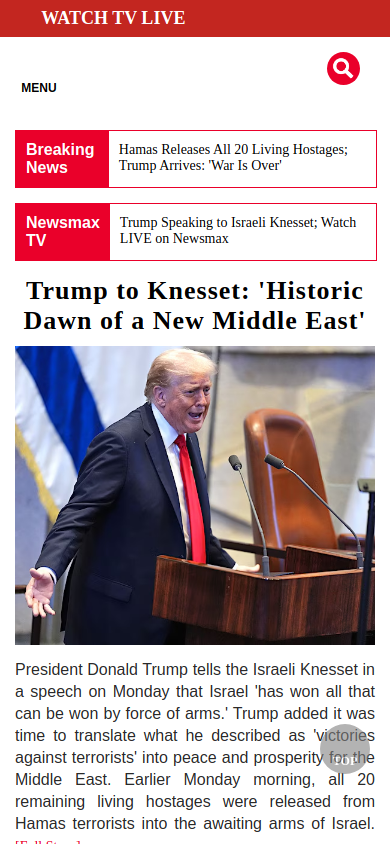 WATCH TV LIVE
MENU
Breaking
News
Hamas Releases All 20 Living Hostages;
Trump Arrives: 'War Is Over'
Newsmax
TV
Trump Speaking to Israeli Knesset; Watch
LIVE on Newsmax
Trump to Knesset: 'Historic
Dawn of a New Middle East'
President Donald Trump tells the Israeli Knesset in
a speech on Monday that Israel 'has won all that
can be won by force of arms.' Trump added it was
time to translate what he described as 'victories
against terrorists' into peace and prosperity for the
Middle East. Earlier Monday morning, all 20
remaining living hostages were released from
Hamas terrorists into the awaiting arms of Israel.
TOP